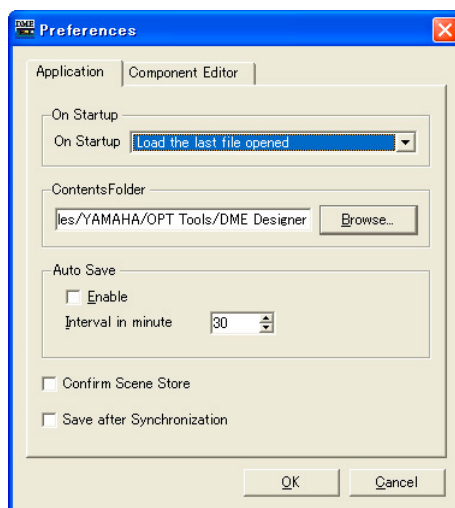 DME
Preferences
Application
Component Editor
On Startup
On Startup
Load the last file opened
ContentsFolder
les/YAMAHA/OPT Tools/DME Designer
Browse...
Auto Save
Enable
Interval in minute
30
Confirm Scene Store
Save after Synchronization
OK
Cancel